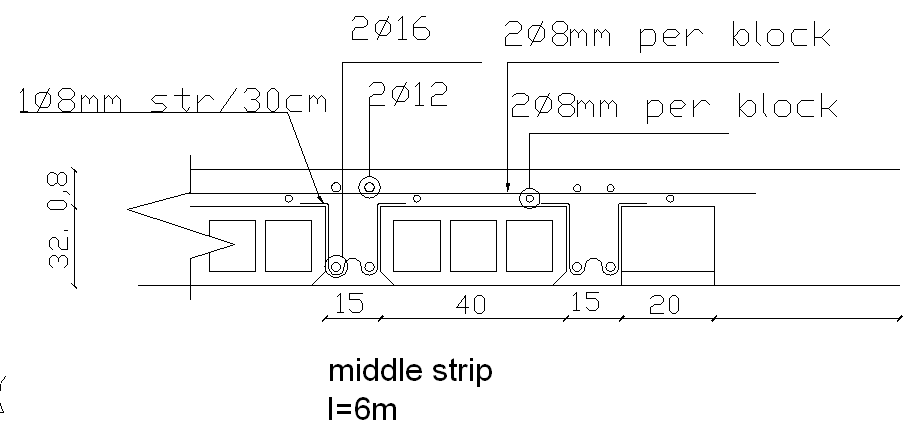 2Ø16
2Ø8mm per block
1Ø8mm str/30cm
2Ø12
2Ø8mm per block
0,8
32.
15
40
15
20
middle strip
l=6m